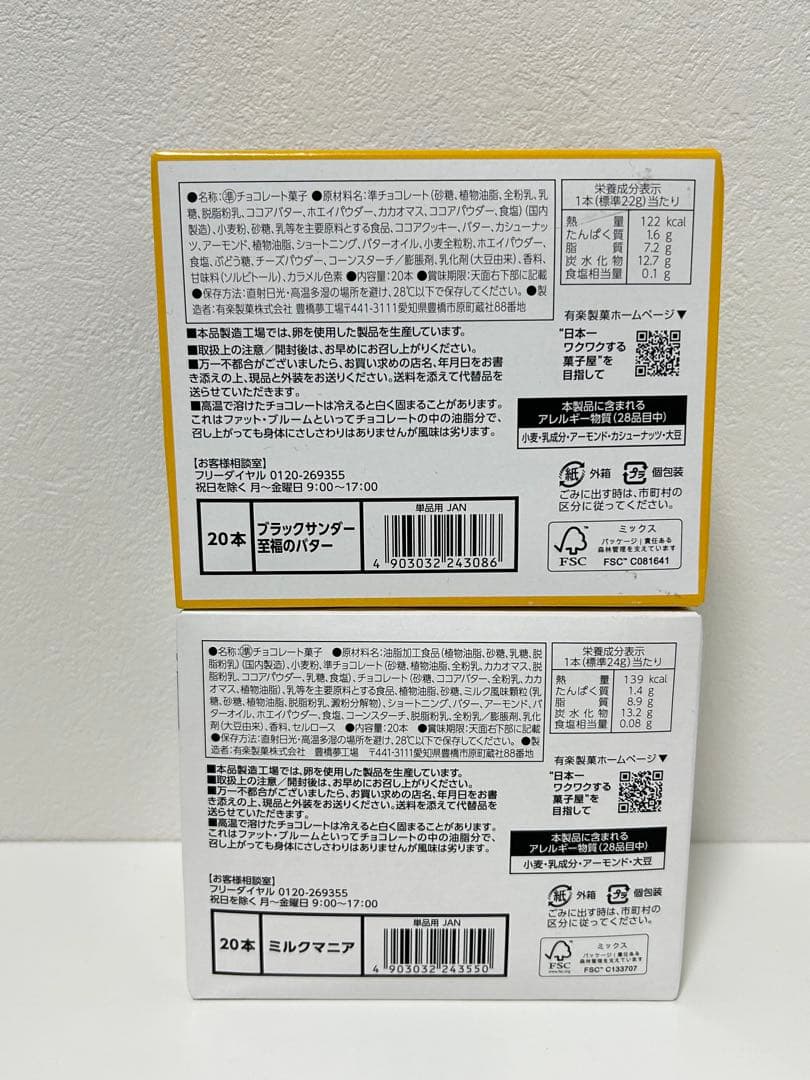 ●名称:準チョコレート菓子 ●原材料名:準チョコレート(砂糖、植物油脂、全粉乳、乳
糖、脱脂粉乳、ココアバター、ホエイパウダー、カカオマス、ココアパウダー、食塩)(国内
製造)、小麦粉、砂糖、乳等を主要原料とする食品、ココアクッキー、バター、カシューナッ
ツ、アーモンド、植物油脂、ショートニング、バターオイル、小麦全粒粉、ホエイパウダー、
食塩、ぶどう糖、チーズパウダー、コーンスターチ/膨脹剤、乳化剤(大豆由来)、香料、
甘味料(ソルビトール)、カラメル色素 ●内容量:20本 ●賞味期限:天面右下部に記載
●保存方法:直射日光・高温多湿の場所を避け、28℃以下で保存してください。●製
造者:有楽製菓株式会社 豊橋夢工場〒441-3111愛知県豊橋市原町蔵社88番地
■本品製造工場では、卵を使用した製品を生産しています。
■取扱上の注意/開封後は、お早めにお召し上がりください。
■万一不都合がございましたら、お買い求めの店名、年月日をお書
き添えの上、現品と外装をお送りください。送料を添えて代替品を
送らせていただきます。
■高温で溶けたチョコレートは冷えると白く固まることがあります。
これはファット・ブルームといってチョコレートの中の油脂分で、
召し上がっても身体にさしさわりはありませんが風味は劣ります。
【お客様相談室】
フリーダイヤル 0120-269355
祝日を除く 月〜金曜日 9:00〜17:00
20本
ブラックサンダー
至福のバター
単品用 JAN
4 903032 243086
栄養成分表示
1本(標準22g)当たり
熱量 122 kcal
たんぱく質 1.6 g
脂質 7.2 g
炭水化物 12.7 g
食塩相当量 0.1 g
有楽製菓ホームページ▼
"日本一
ワクワクする
菓子屋"を
目指して
本製品に含まれる
アレルギー物質(28品目中)
小麦・乳成分・アーモンド・カシューナッツ・大豆
紙 外箱 プラ 個包装
ごみに出す時は、市町村の
区分に従ってください。
FSC
ミックス
パッケージ|責任ある
森林管理を支えています
FSC™ C081641
●名称:準チョコレート菓子 ●原材料名:油脂加工食品(植物油脂、砂糖、乳糖、脱
脂粉乳)(国内製造)、小麦粉、準チョコレート(砂糖、植物油脂、全粉乳、カカオマス、脱
脂粉乳、ココアパウダー、乳糖、食塩)、チョコレート(砂糖、ココアバター、全粉乳、カカ
オマス、植物油脂)、乳等を主要原料とする食品、植物油脂、砂糖、ミルク風味顆粒(乳
糖、砂糖、植物油脂、脱脂粉乳、澱粉分解物)、ショートニング、バター、アーモンド、バ
ターオイル、ホエイパウダー、食塩、コーンスターチ、脱脂粉乳、全粉乳/膨脹剤、乳化
剤(大豆由来)、香料、セルロース ●内容量:20本 ●賞味期限:天面右下部に記載
●保存方法:直射日光・高温多湿の場所を避け、28℃以下で保存してください。●製
造者:有楽製菓株式会社 豊橋夢工場 〒441-3111愛知県豊橋市原町蔵社88番地
■本品製造工場では、卵を使用した製品を生産しています。
■取扱上の注意/開封後は、お早めにお召し上がりください。
■万一不都合がございましたら、お買い求めの店名、年月日をお書
き添えの上、現品と外装をお送りください。送料を添えて代替品を
送らせていただきます。
■高温で溶けたチョコレートは冷えると白く固まることがあります。
これはファット・ブルームといってチョコレートの中の油脂分で、
召し上がっても身体にさしさわりはありませんが風味は劣ります。
【お客様相談室】
フリーダイヤル 0120-269355
祝日を除く 月〜金曜日 9:00〜17:00
20本
ミルクマニア
単品用 JAN
4 903032 243550
栄養成分表示
1本(標準24g)当たり
熱量 139 kcal
たんぱく質 1.4 g
脂質 8.9 g
炭水化物 13.2 g
食塩相当量 0.08 g
有楽製菓ホームページ▼
"日本一
ワクワクする
菓子屋"を
目指して
本製品に含まれる
アレルギー物質(28品目中)
小麦・乳成分・アーモンド・大豆
紙 外箱 プラ 個包装
ごみに出す時は、市町村の
区分に従ってください。
FSC
www.fsc.org
ミックス
パッケージ|責任ある
森林管理を支えています
FSC™ C133707